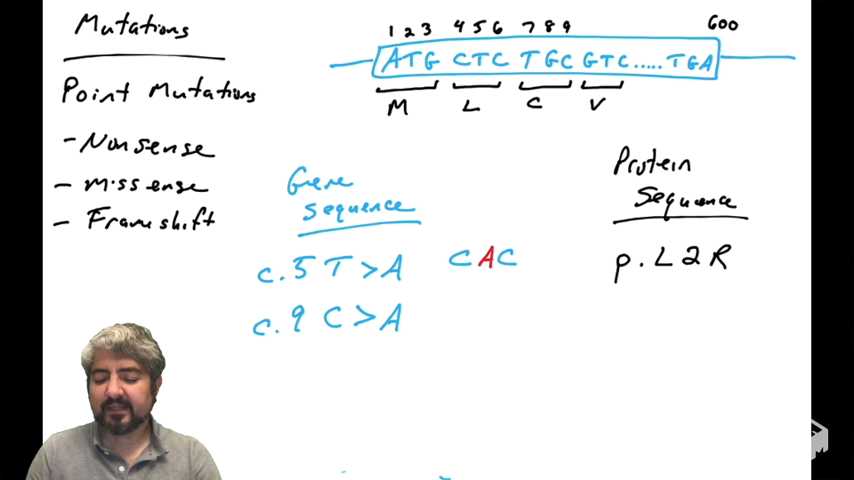 Mutations
Point Mutations
- Nonsense
- missense
- Frameshift
1 2 3 4 5 6 7 8 9 600
ATG CTC TGC GTC ..... TGA
M L C V
Gene
Sequence
Protein
Sequence
c.5 T > A CAC p. L 2 R
c.9 C > A